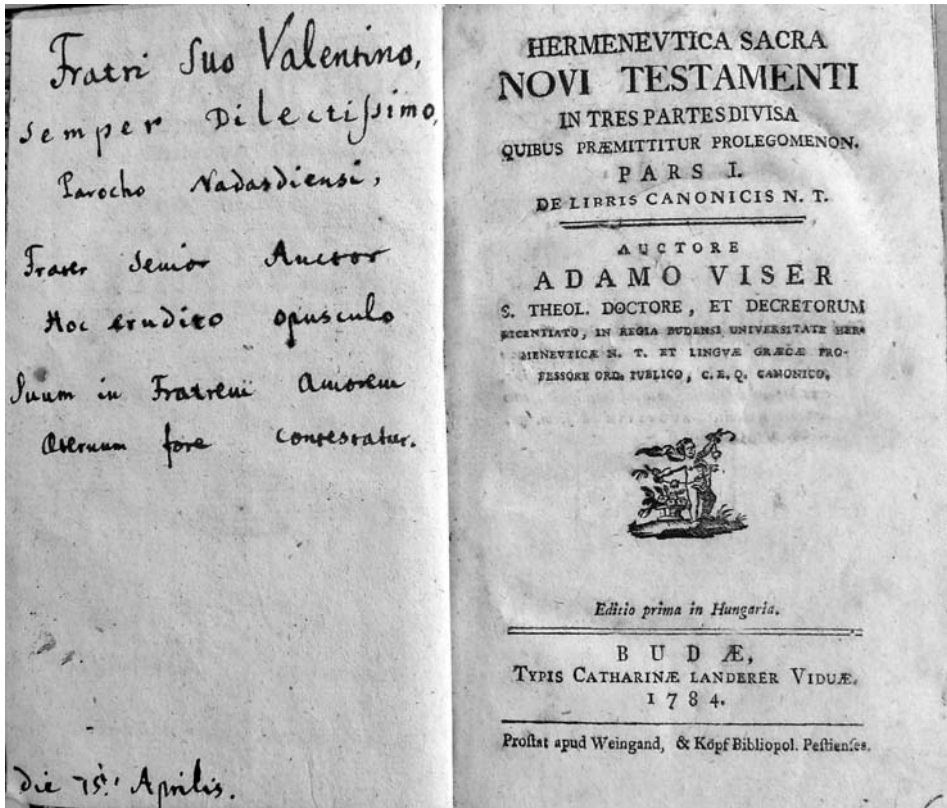 Fratri Suo Valentino,
semper Dilectissimo,
Parocho Nadasdiensi,
Frater Senior Auctor
Hoc erudito opusculo
Suum in Fratrem Amorem
Æternum fore contestatur.
Die 15. Aprilis.
HERMENEVTICA SACRA
NOVI TESTAMENTI
IN TRES PARTES DIVISA
QUIBUS PRÆMITTITUR PROLEGOMENON.
PARS I.
DE LIBRIS CANONICIS N. T.
AUCTORE
ADAMO VISER
S. THEOL. DOCTORE, ET DECRETORUM
LICENTIATO, IN REGIA BUDENSI UNIVERSITATE HER-
MENEVTICÆ N. T. ET LINGVÆ GRÆCÆ PRO-
FESSORE ORD. PUBLICO, C. E. Q. CANONICO.
Editio prima in Hungaria.
BUDÆ,
TYPIS CATHARINÆ LANDERER VIDUÆ.
1784.
Proſtat apud Weingand, & Köpf Bibliopol. Peſtienſes.